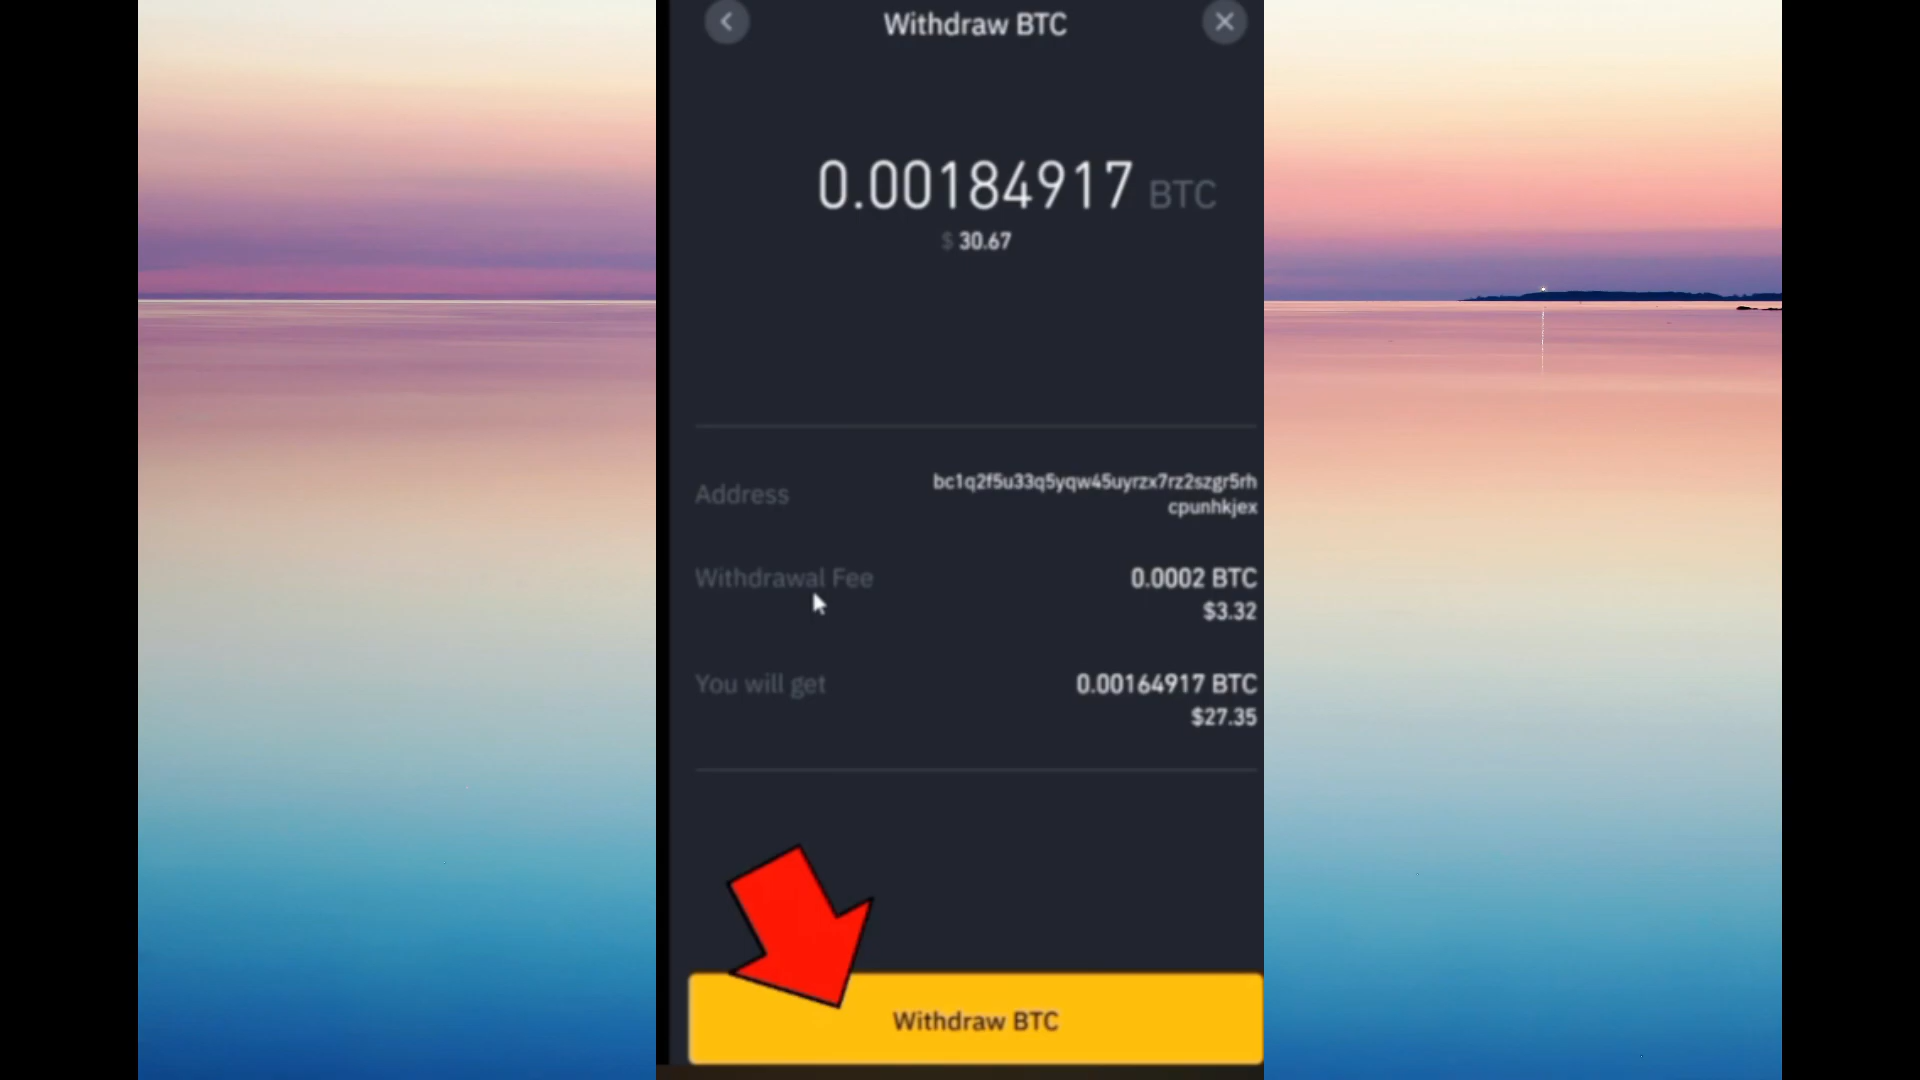 Withdraw BTC
0.00184917 BTC
$ 30.67
Address
bc1q2f5u33q5yqw45uyrzx7rz2szgr5rh
cpunhkjex
Withdrawal Fee
0.0002 BTC
$3.32
You will get
0.00164917 BTC
$27.35
Withdraw BTC